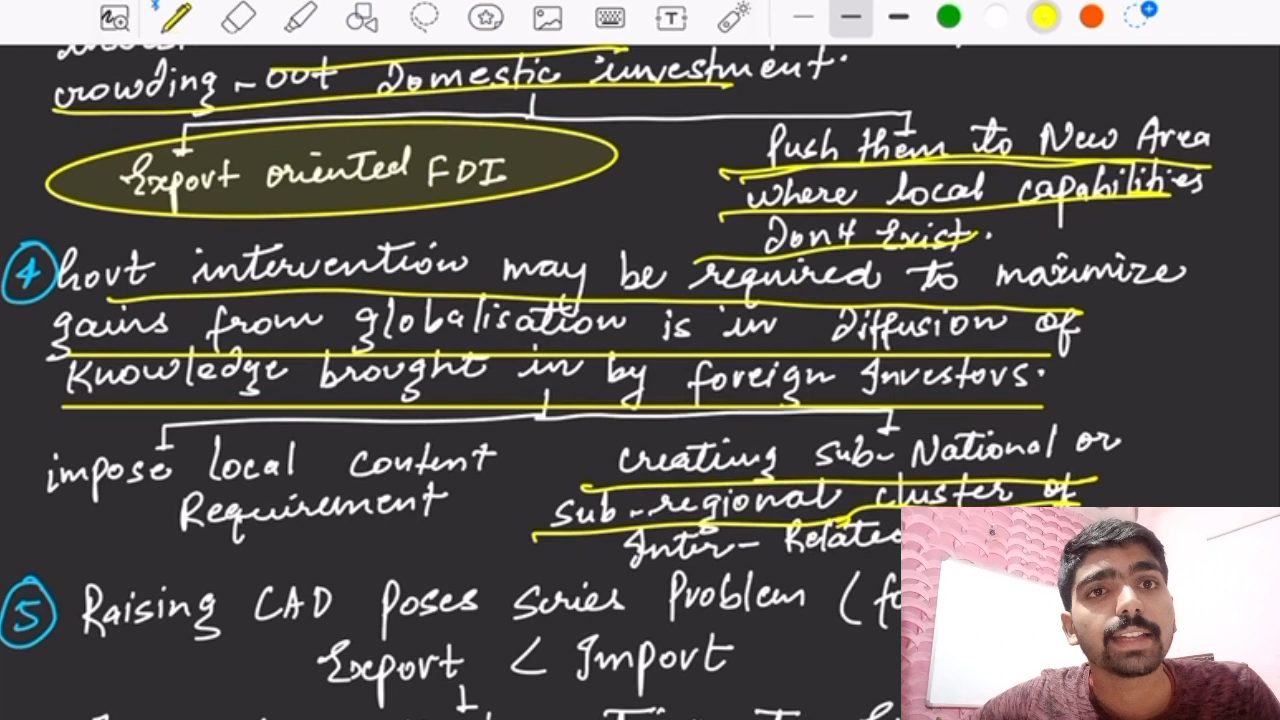 crowding-out Domestic investment.
Export oriented FDI
Push them to New Area
where local capabilities
Don't Exist.
4 Govt intervention may be required to maximize
gains from globalisation is in Diffusion of
Knowledge brought in by foreign Investors.
impose local content
Requirement
creating sub-National or
sub-regional cluster of
Inter-Related
5 Raising CAD Poses series Problem (
Export < Import